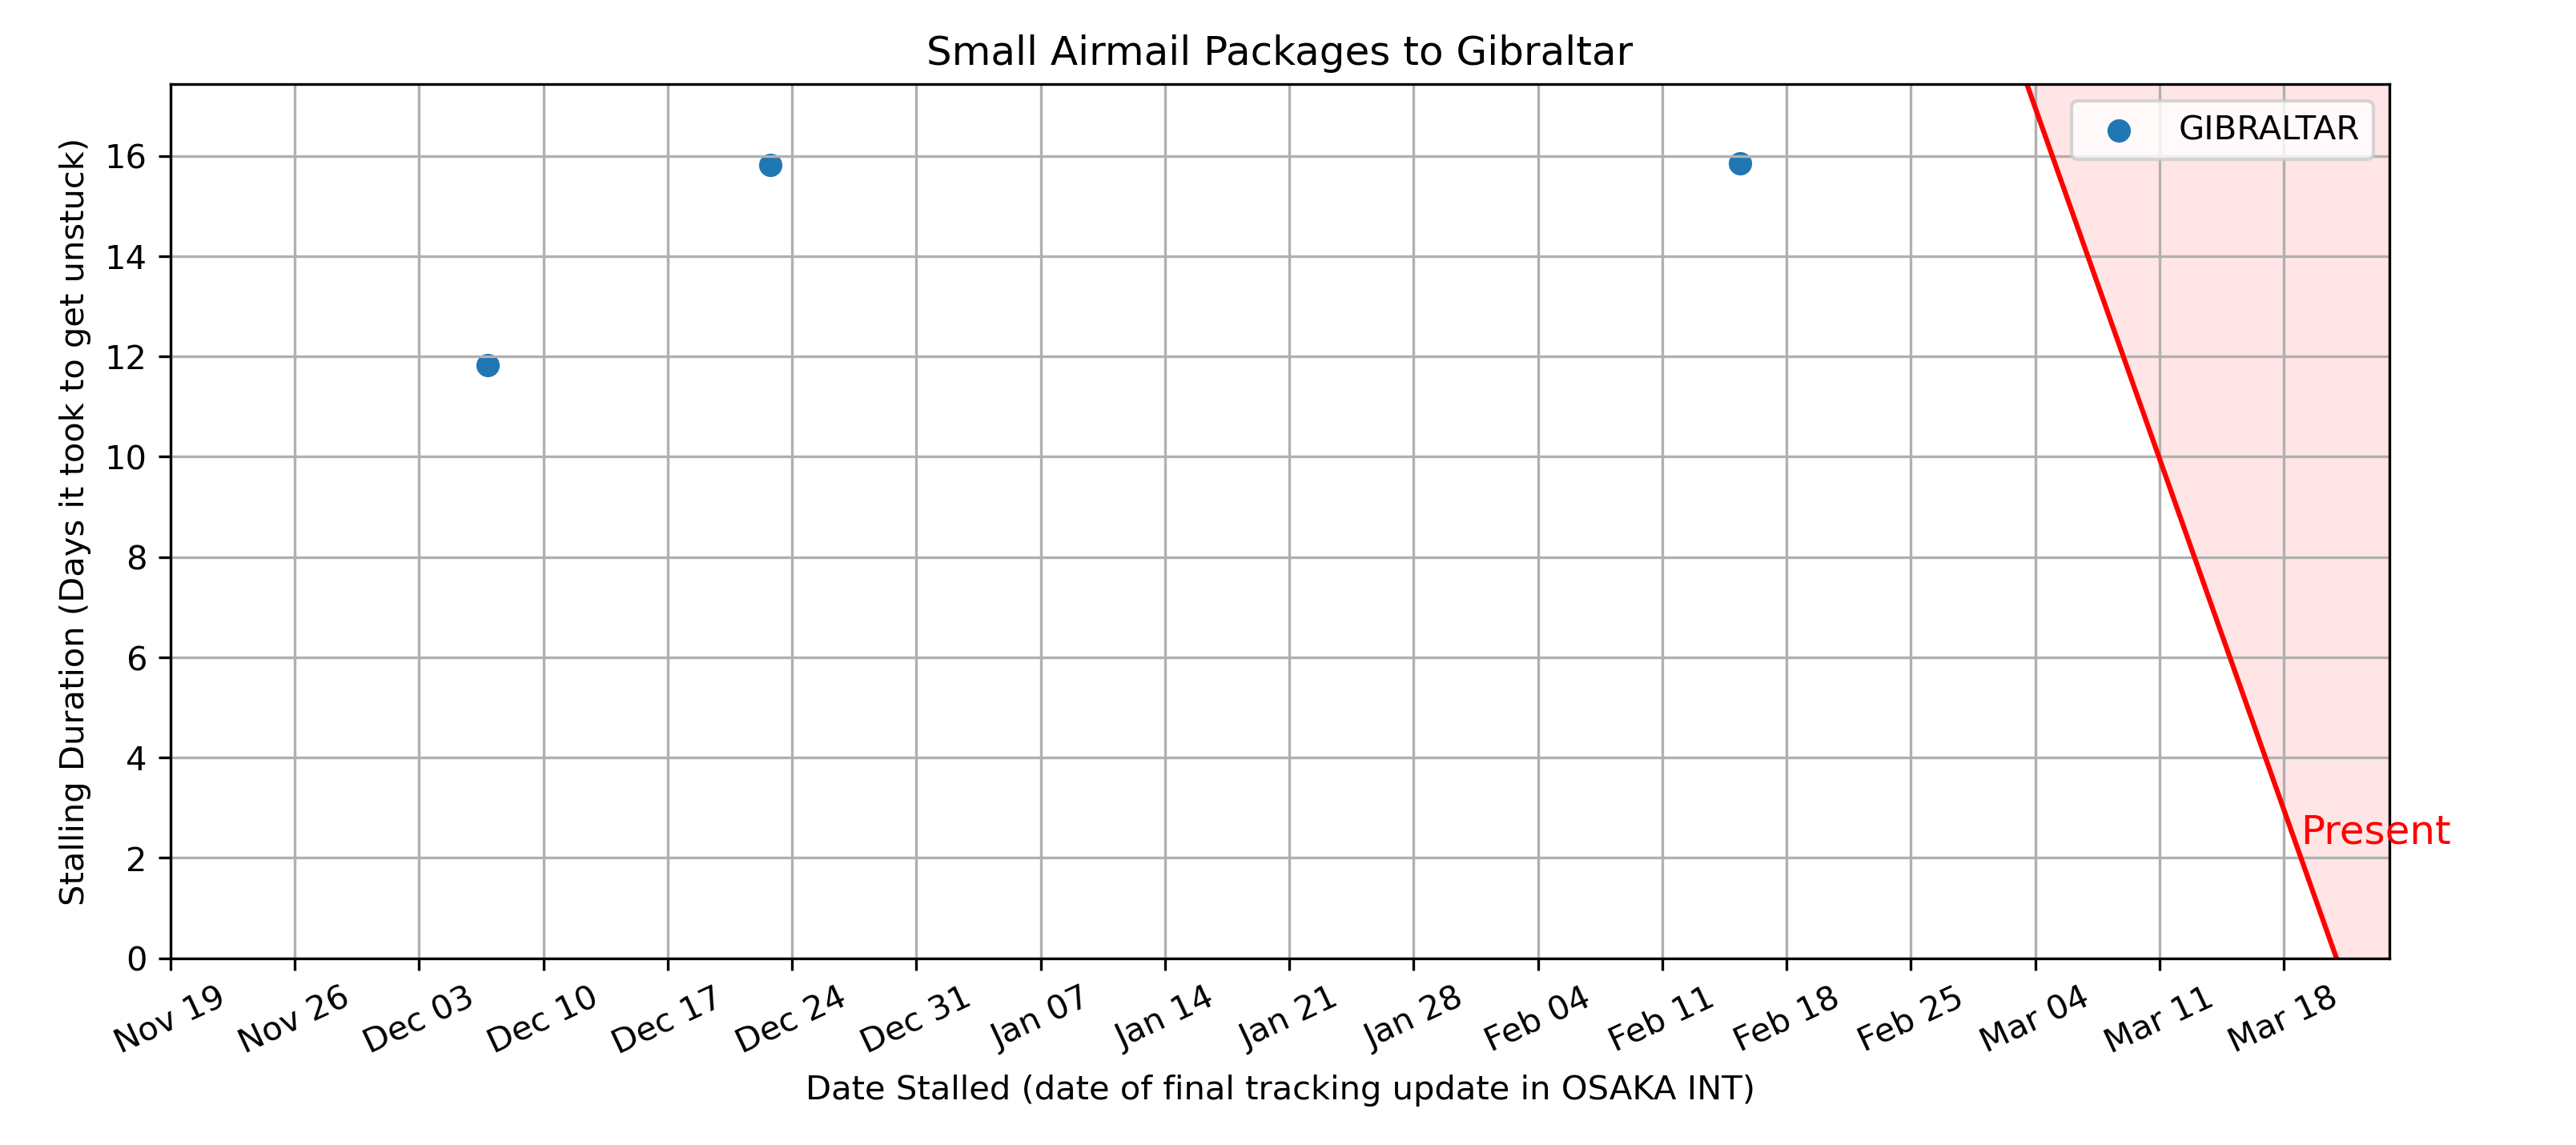 Small Airmail Packages to Gibraltar
GIBRALTAR
Stalling Duration (Days it took to get unstuck)
16
14
12
10
8
6
4
2
0
Present
Nov 19
Nov 26
Dec 03
Dec 10
Dec 17
Dec 24
Dec 31
Jan 07
Jan 14
Jan 21
Jan 28
Feb 04
Feb 11
Feb 18
Feb 25
Mar 04
Mar 11
Mar 18
Date Stalled (date of final tracking update in OSAKA INT)